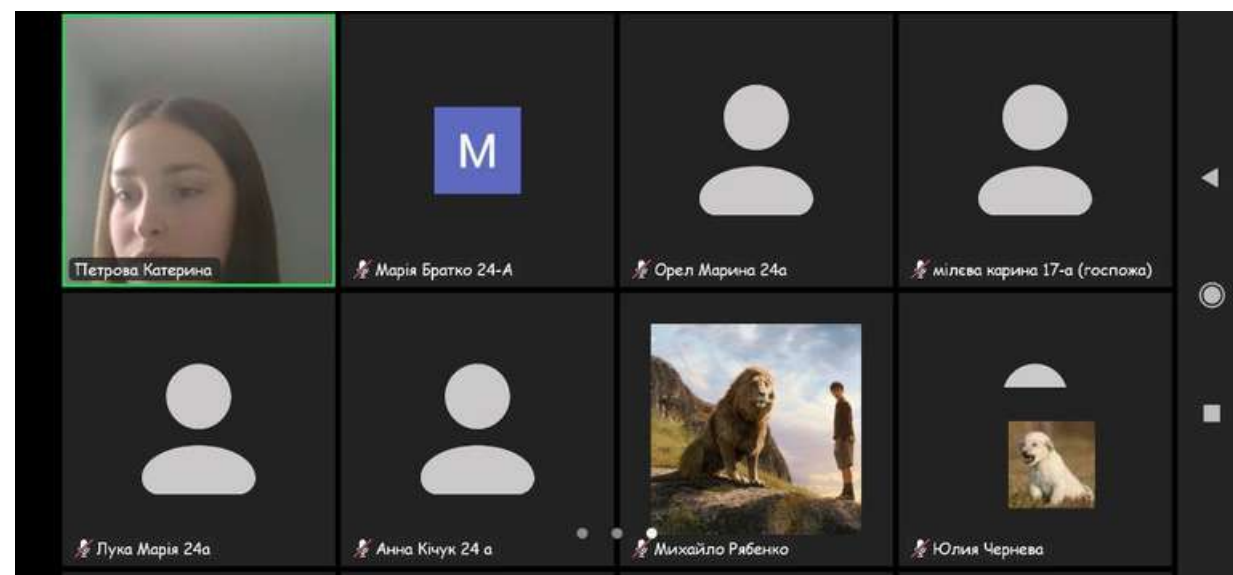 M
Петрова Катерина
Марія Братко 24-А
Орел Марина 24а
мілєва карина 17-а (госпожа)
Лука Марія 24а
Анна Кічук 24 а
Михайло Рябенко
Юлия Чернева